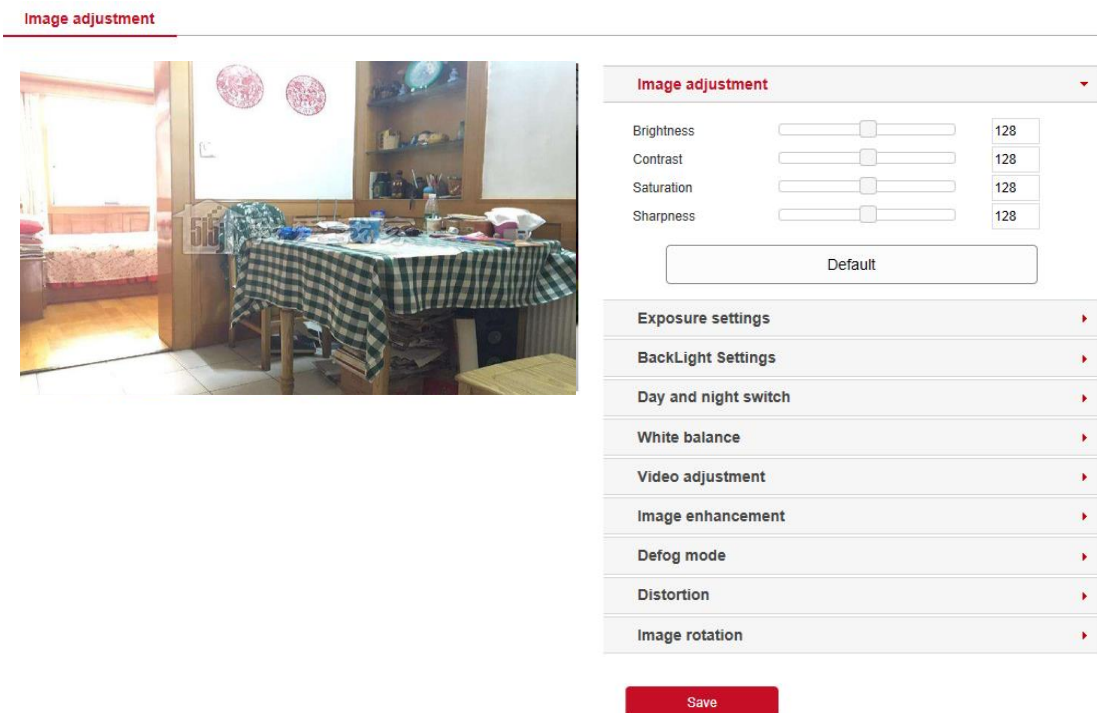 Image adjustment
Image adjustment
Brightness 128
Contrast 128
Saturation 128
Sharpness 128
Default
Exposure settings
BackLight Settings
Day and night switch
White balance
Video adjustment
Image enhancement
Defog mode
Distortion
Image rotation
Save